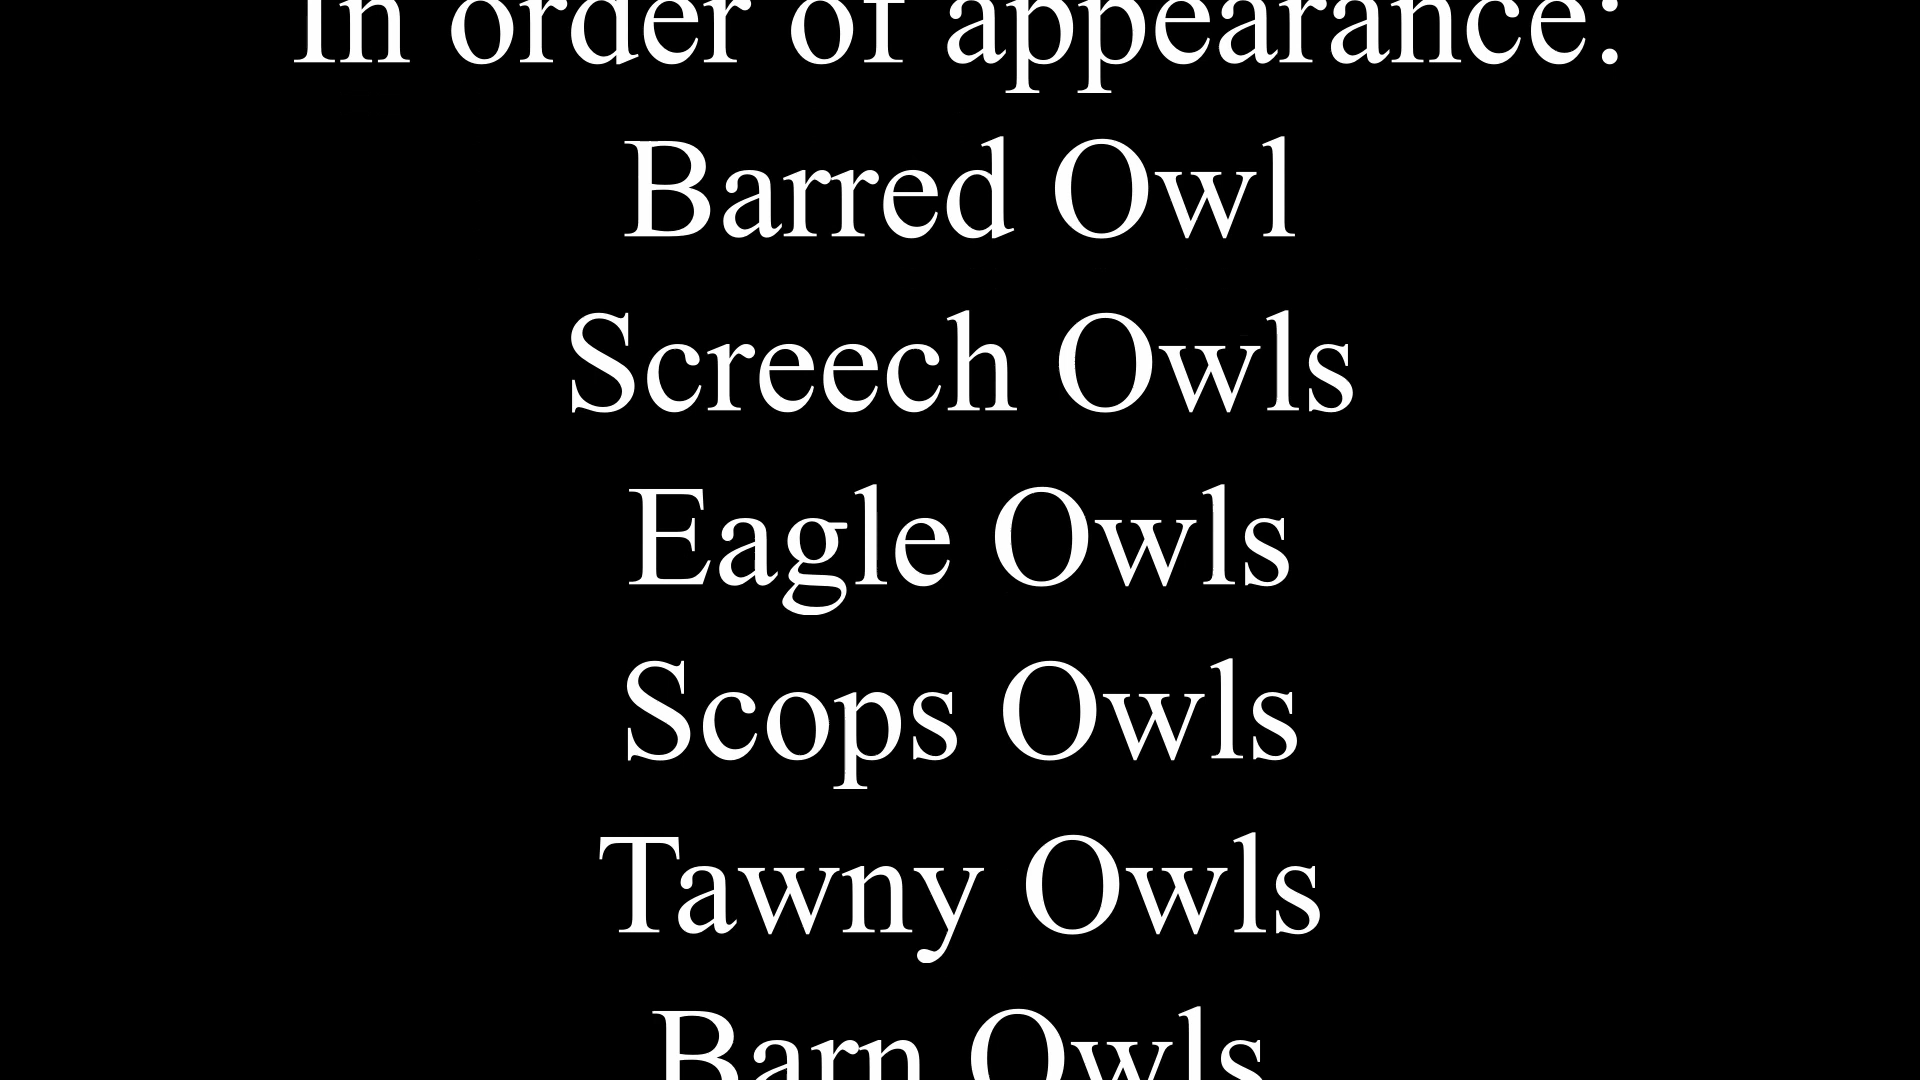 In order of appearance:
Barred Owl
Screech Owls
Eagle Owls
Scops Owls
Tawny Owls
Barn Owls